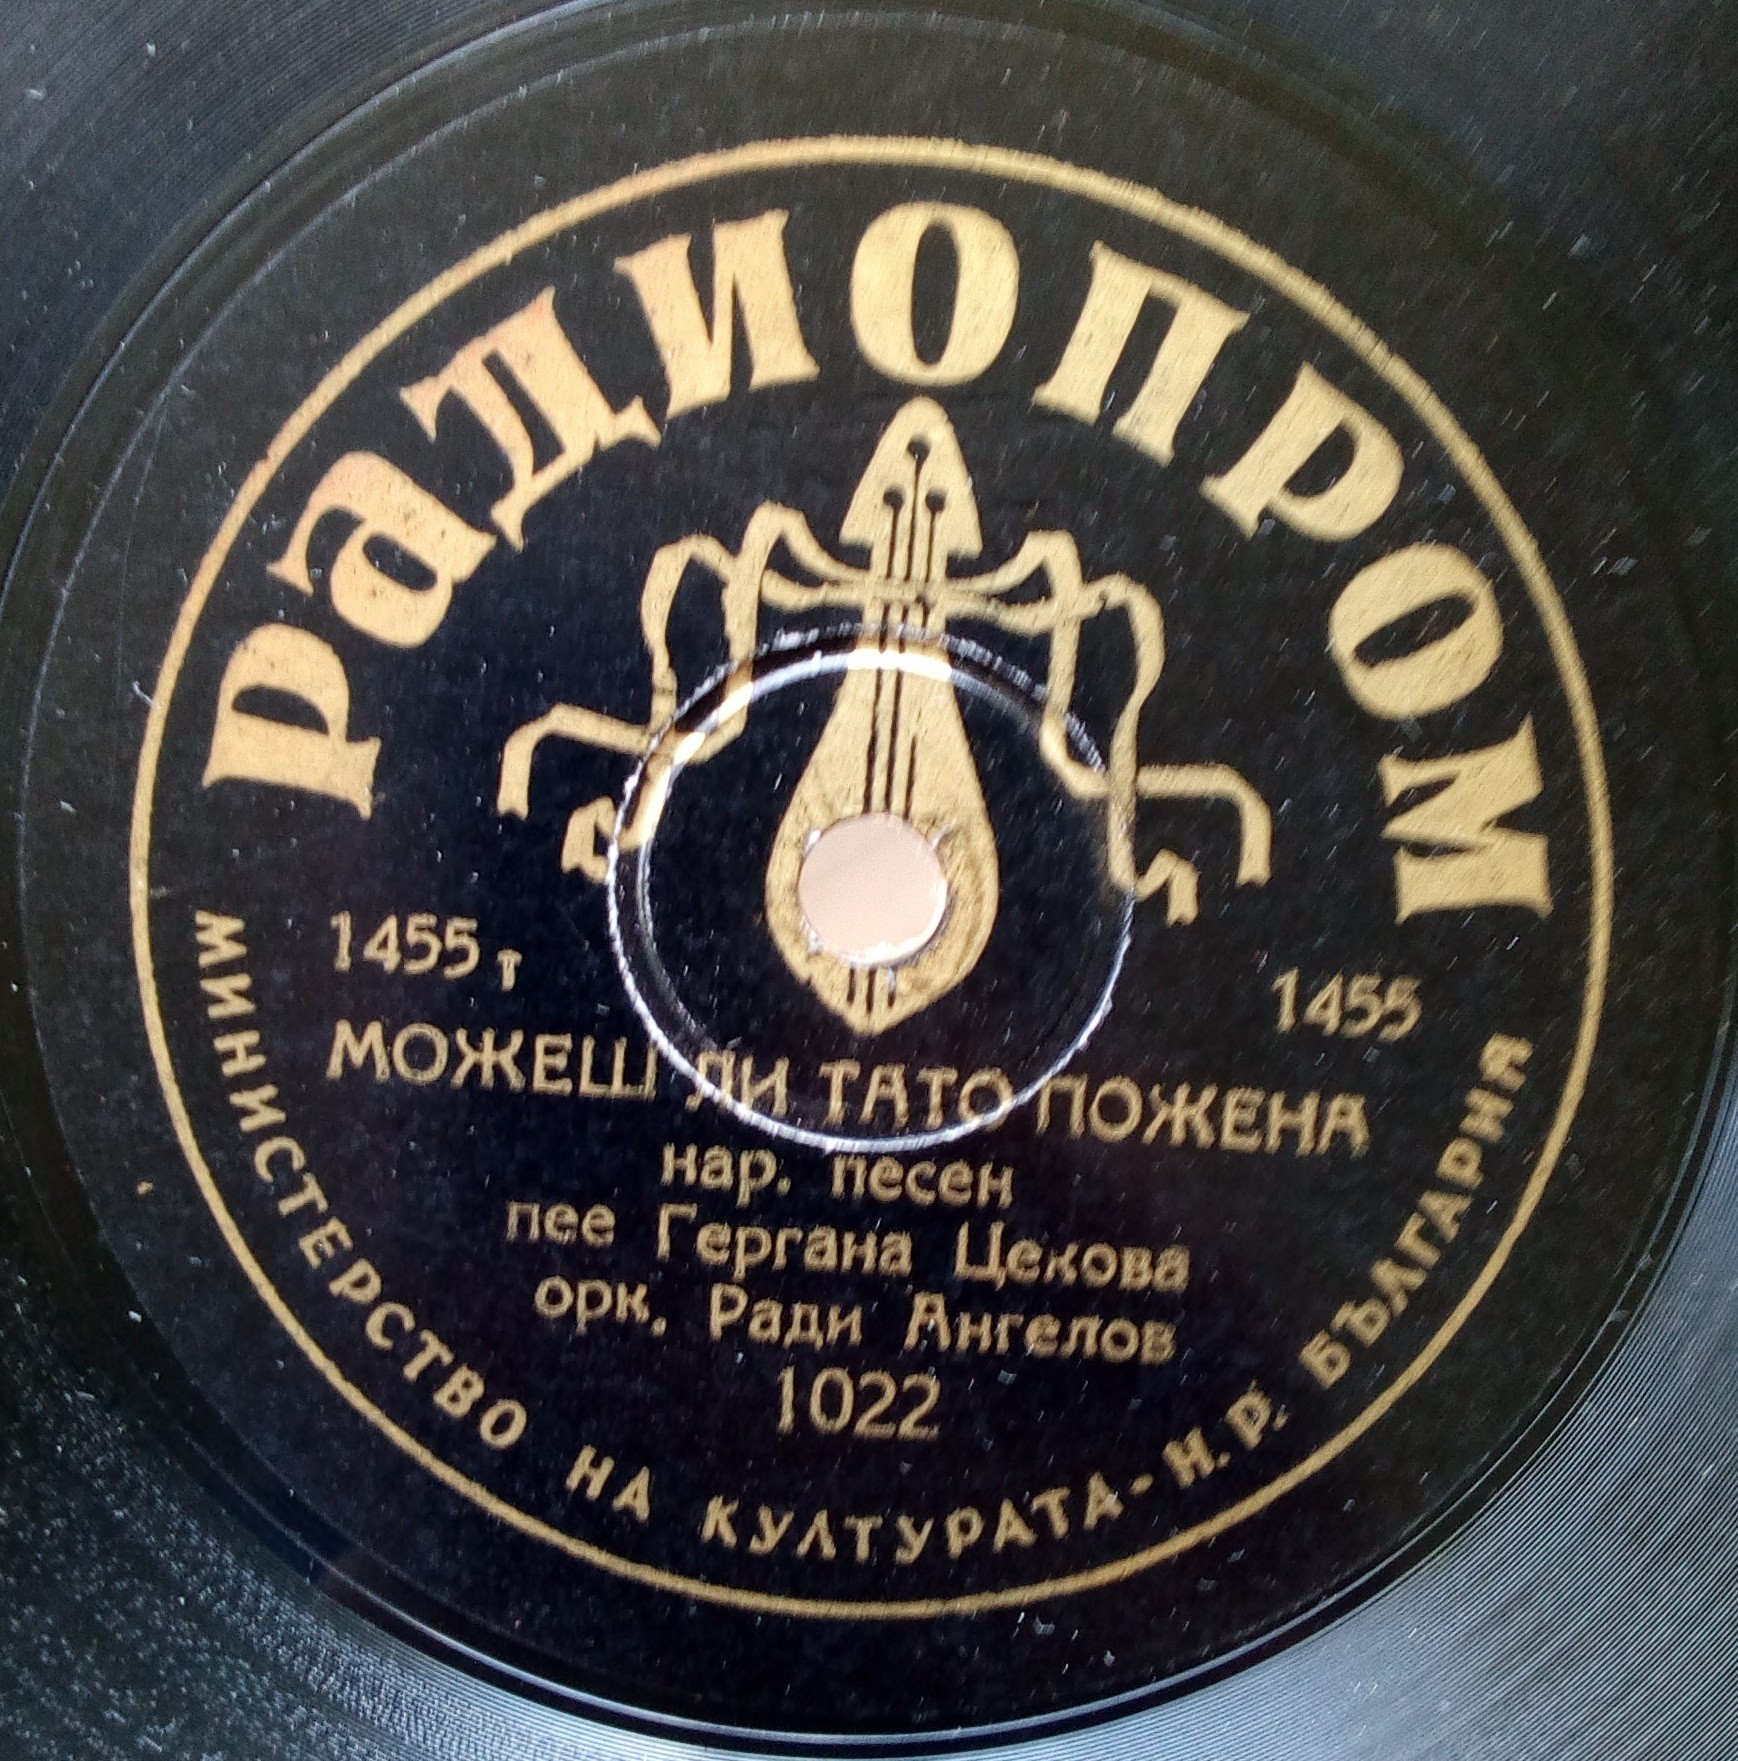 РАДИОПРОМ
1455 т 1455
МОЖЕШ ЛИ ТАТО ПОЖЕНА
нар. песен
пее Гергана Цекова
орк. Ради Ангелов
1022
МИНИСТЕРСТВО НА КУЛТУРАТА - Н. Р. БЪЛГАРИЯ